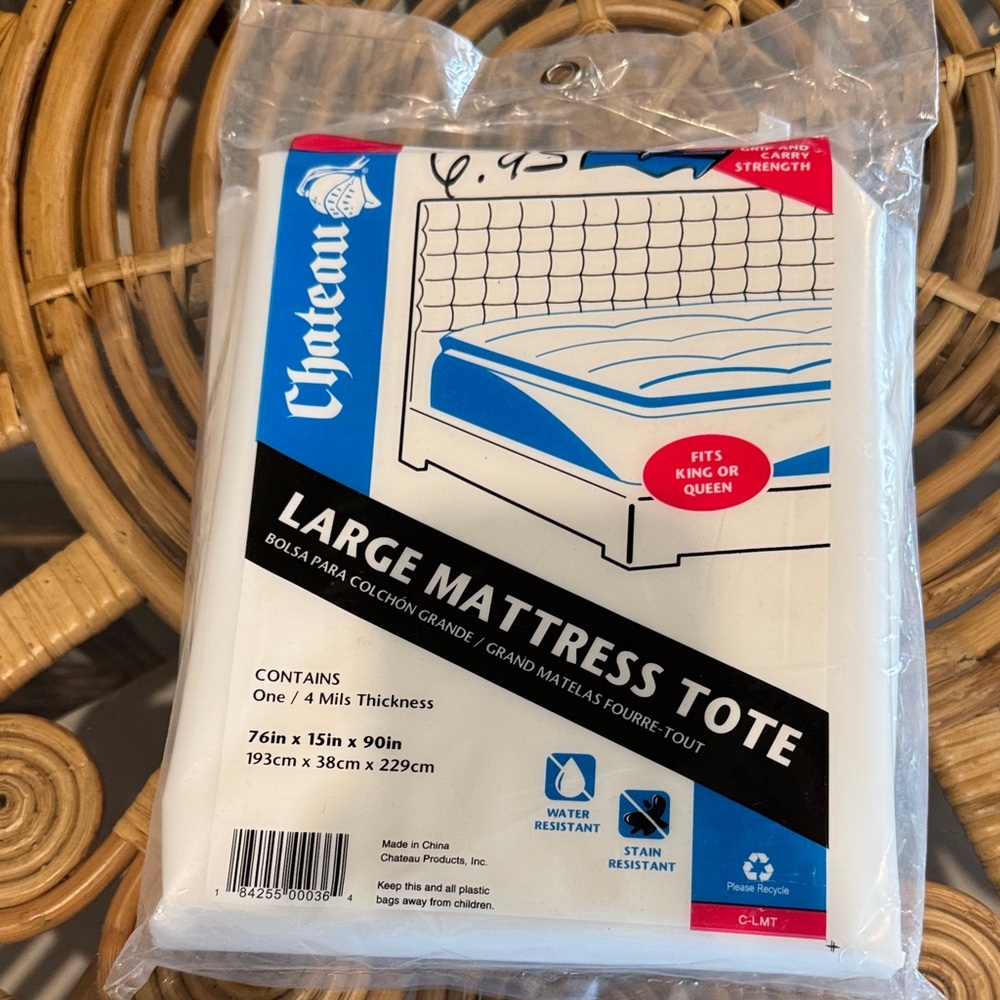 6.95
GRIP AND
CARRY
STRENGTH
Chateau
®
FITS
KING OR
QUEEN
LARGE MATTRESS TOTE
BOLSA PARA COLCHÓN GRANDE / GRAND MATELAS FOURRE-TOUT
CONTAINS
One / 4 Mils Thickness
76in x 15in x 90in
193cm x 38cm x 229cm
WATER
RESISTANT
STAIN
RESISTANT
Made in China
Chateau Products, Inc.
Keep this and all plastic
bags away from children.
1 84255 00036 4
Please Recycle
C-LMT